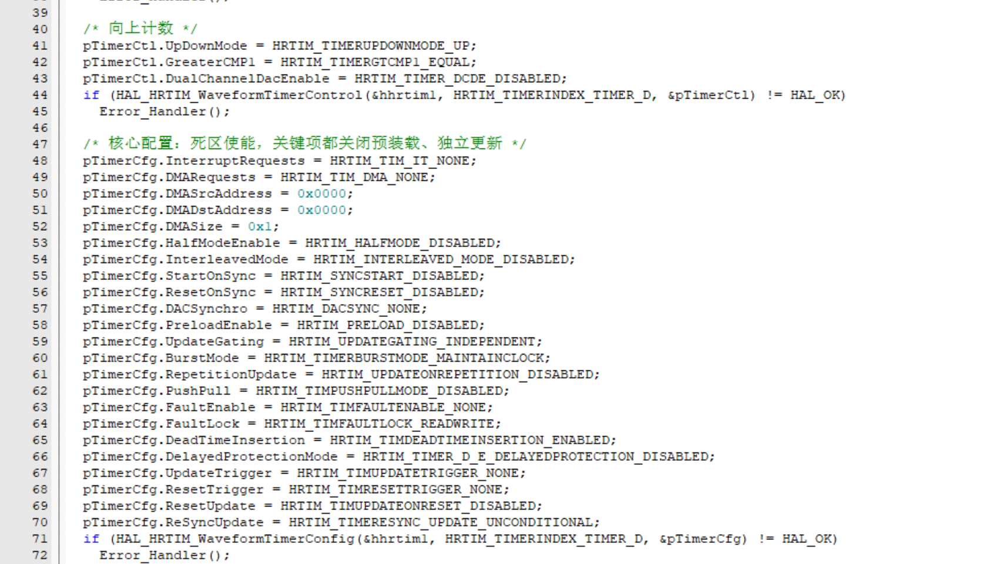 39
40 /* 向上计数 */
41 pTimerCtl.UpDownMode = HRTIM_TIMERUPDOWNMODE_UP;
42 pTimerCtl.GreaterCMP1 = HRTIM_TIMERGTCMP1_EQUAL;
43 pTimerCtl.DualChannelDacEnable = HRTIM_TIMER_DCDE_DISABLED;
44 if (HAL_HRTIM_WaveformTimerControl(&hhrtim1, HRTIM_TIMERINDEX_TIMER_D, &pTimerCtl) != HAL_OK)
45 Error_Handler();
46
47 /* 核心配置: 死区使能, 关键项都关闭预装载、独立更新 */
48 pTimerCfg.InterruptRequests = HRTIM_TIM_IT_NONE;
49 pTimerCfg.DMARequests = HRTIM_TIM_DMA_NONE;
50 pTimerCfg.DMASrcAddress = 0x0000;
51 pTimerCfg.DMADstAddress = 0x0000;
52 pTimerCfg.DMASize = 0x1;
53 pTimerCfg.HalfModeEnable = HRTIM_HALFMODE_DISABLED;
54 pTimerCfg.InterleavedMode = HRTIM_INTERLEAVED_MODE_DISABLED;
55 pTimerCfg.StartOnSync = HRTIM_SYNCSTART_DISABLED;
56 pTimerCfg.ResetOnSync = HRTIM_SYNCRESET_DISABLED;
57 pTimerCfg.DACSynchro = HRTIM_DACSYNC_NONE;
58 pTimerCfg.PreloadEnable = HRTIM_PRELOAD_DISABLED;
59 pTimerCfg.UpdateGating = HRTIM_UPDATEGATING_INDEPENDENT;
60 pTimerCfg.BurstMode = HRTIM_TIMERBURSTMODE_MAINTAINCLOCK;
61 pTimerCfg.RepetitionUpdate = HRTIM_UPDATEONREPETITION_DISABLED;
62 pTimerCfg.PushPull = HRTIM_TIMPUSHPULLMODE_DISABLED;
63 pTimerCfg.FaultEnable = HRTIM_TIMFAULTENABLE_NONE;
64 pTimerCfg.FaultLock = HRTIM_TIMFAULTLOCK_READWRITE;
65 pTimerCfg.DeadTimeInsertion = HRTIM_TIMDEADTIMEINSERTION_ENABLED;
66 pTimerCfg.DelayedProtectionMode = HRTIM_TIMER_D_E_DELAYEDPROTECTION_DISABLED;
67 pTimerCfg.UpdateTrigger = HRTIM_TIMUPDATETRIGGER_NONE;
68 pTimerCfg.ResetTrigger = HRTIM_TIMRESETTRIGGER_NONE;
69 pTimerCfg.ResetUpdate = HRTIM_TIMUPDATEONRESET_DISABLED;
70 pTimerCfg.ReSyncUpdate = HRTIM_TIMERESYNC_UPDATE_UNCONDITIONAL;
71 if (HAL_HRTIM_WaveformTimerConfig(&hhrtim1, HRTIM_TIMERINDEX_TIMER_D, &pTimerCfg) != HAL_OK)
72 Error_Handler();